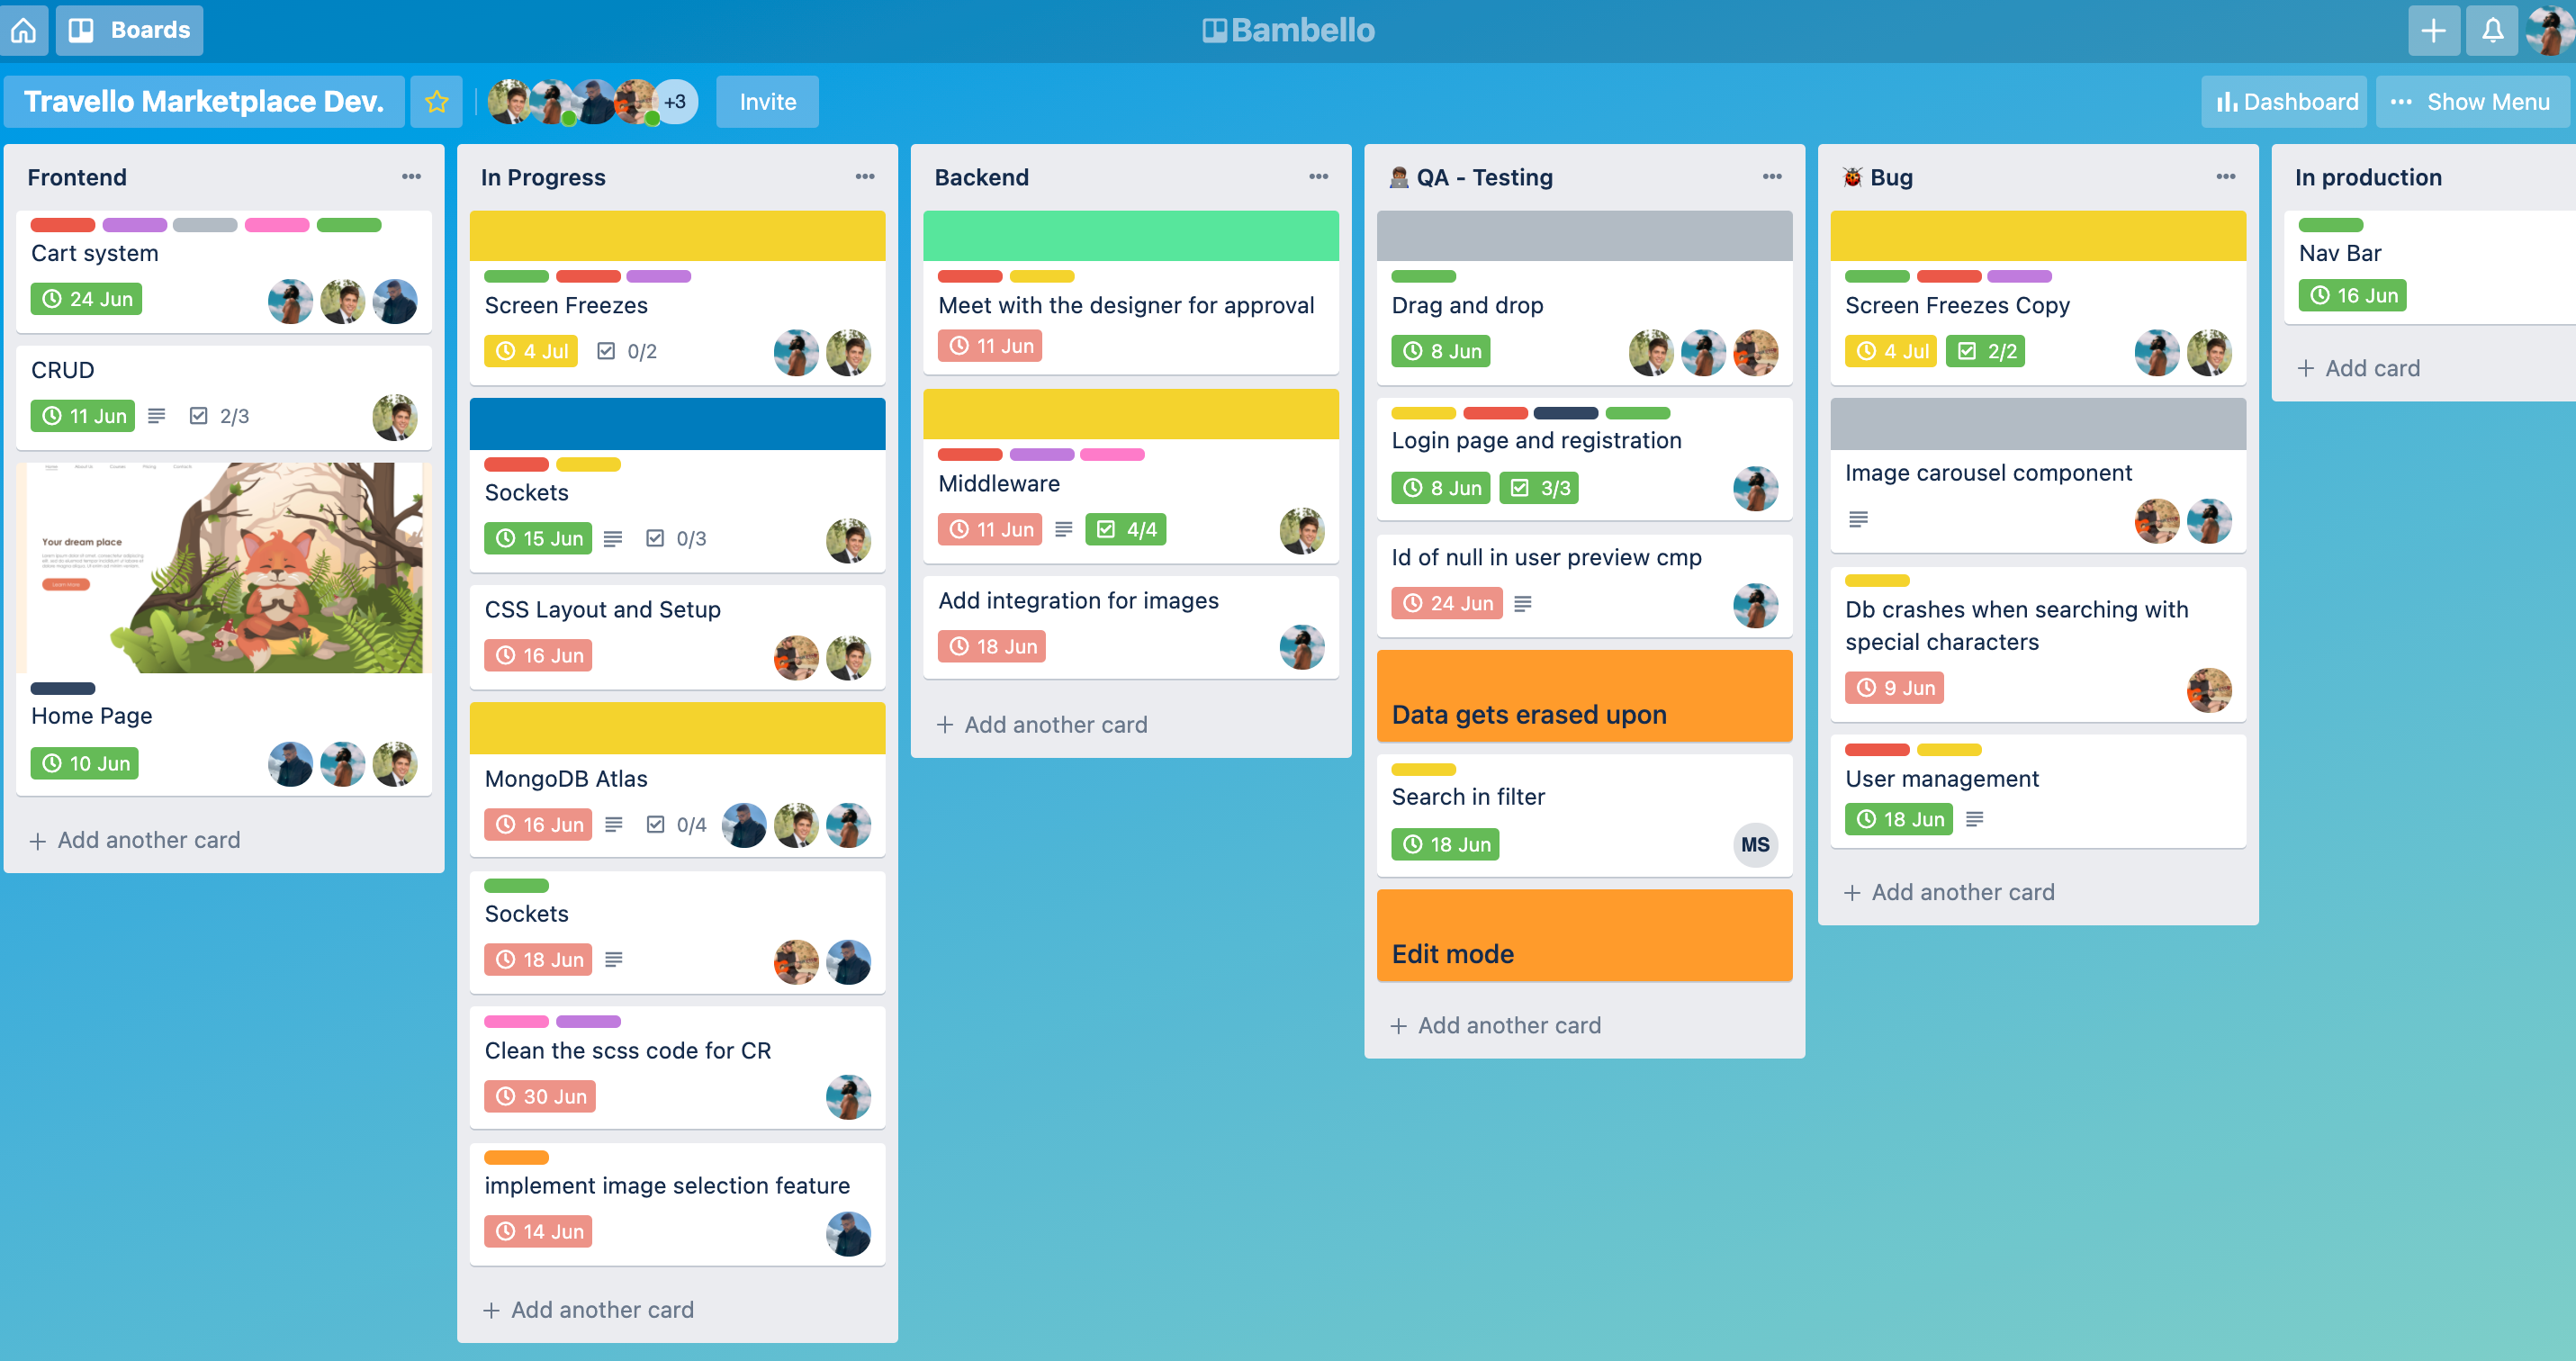 Boards
Bambello
Travello Marketplace Dev.
+3
Invite
Dashboard
Show Menu
Frontend
Cart system
24 Jun
CRUD
11 Jun
2/3
Your dream place
Home Page
10 Jun
+ Add another card
In Progress
Screen Freezes
4 Jul
0/2
Sockets
15 Jun
0/3
CSS Layout and Setup
16 Jun
MongoDB Atlas
16 Jun
0/4
Sockets
18 Jun
Clean the scss code for CR
30 Jun
implement image selection feature
14 Jun
+ Add another card
Backend
Meet with the designer for approval
11 Jun
Middleware
11 Jun
4/4
Add integration for images
18 Jun
+ Add another card
QA - Testing
Drag and drop
8 Jun
Login page and registration
8 Jun
3/3
Id of null in user preview cmp
24 Jun
Data gets erased upon
Search in filter
18 Jun
MS
Edit mode
+ Add another card
Bug
Screen Freezes Copy
4 Jul
2/2
Image carousel component
Db crashes when searching with
special characters
9 Jun
User management
18 Jun
+ Add another card
In production
Nav Bar
16 Jun
+ Add card